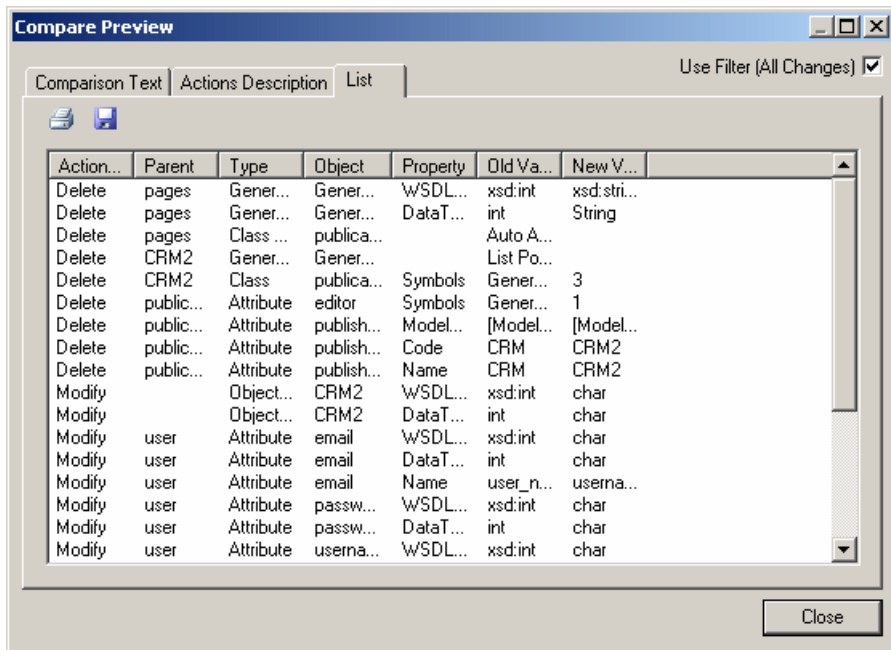 Compare Preview
Use Filter (All Changes)
Comparison Text Actions Description List
Action... Parent Type Object Property Old Va... New V...
Delete pages Gener... Gener... WSDL... xsd:int xsd:stri...
Delete pages Gener... Gener... DataT... int String
Delete pages Class ... publica... Auto A...
Delete CRM2 Gener... Gener... List Po...
Delete CRM2 Class publica... Symbols Gener... 3
Delete public... Attribute editor Symbols Gener... 1
Delete public... Attribute publish... Model... [Model... [Model...
Delete public... Attribute publish... Code CRM CRM2
Delete public... Attribute publish... Name CRM CRM2
Modify Object... CRM2 WSDL... xsd:int char
Modify Object... CRM2 DataT... int char
Modify user Attribute email WSDL... xsd:int char
Modify user Attribute email DataT... int char
Modify user Attribute email Name user_n... userna...
Modify user Attribute passw... WSDL... xsd:int char
Modify user Attribute passw... DataT... int char
Modify user Attribute userna... WSDL... xsd:int char
Close